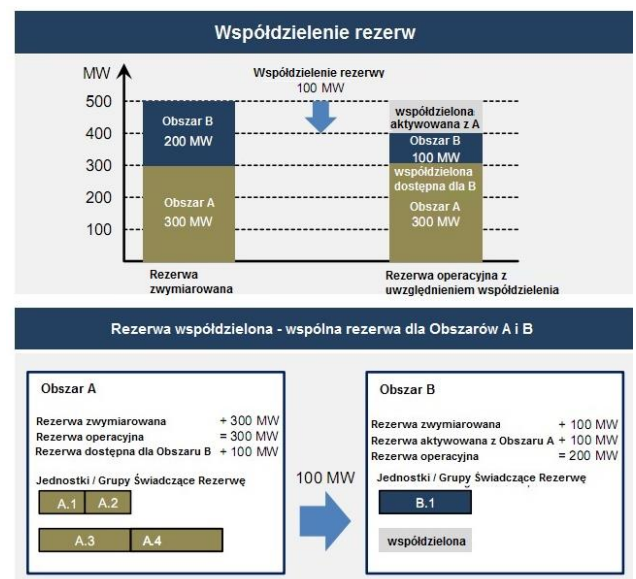 Współdzielenie rezerw
MW
Współdzielenie rezerwy
100 MW
500
400
300
200
100
Obszar B
200 MW
Obszar A
300 MW
współdzielona
aktywowana z A
Obszar B
100 MW
współdzielona
dostępna dla B
Obszar A
300 MW
Rezerwa
zwymiarowana
Rezerwa operacyjna z
uwzględnieniem współdzielenia
Rezerwa współdzielona - wspólna rezerwa dla Obszarów A i B
Obszar A
Rezerwa zwymiarowana + 300 MW
Rezerwa operacyjna = 300 MW
Rezerwa dostępna dla Obszaru B + 100 MW
Jednostki / Grupy Świadczące Rezerwę
A.1 A.2
A.3 A.4
100 MW
Obszar B
Rezerwa zwymiarowana + 100 MW
Rezerwa aktywowana z Obszaru A + 100 MW
Rezerwa operacyjna = 200 MW
Jednostki / Grupy Świadczące Rezerwę
B.1
współdzielona